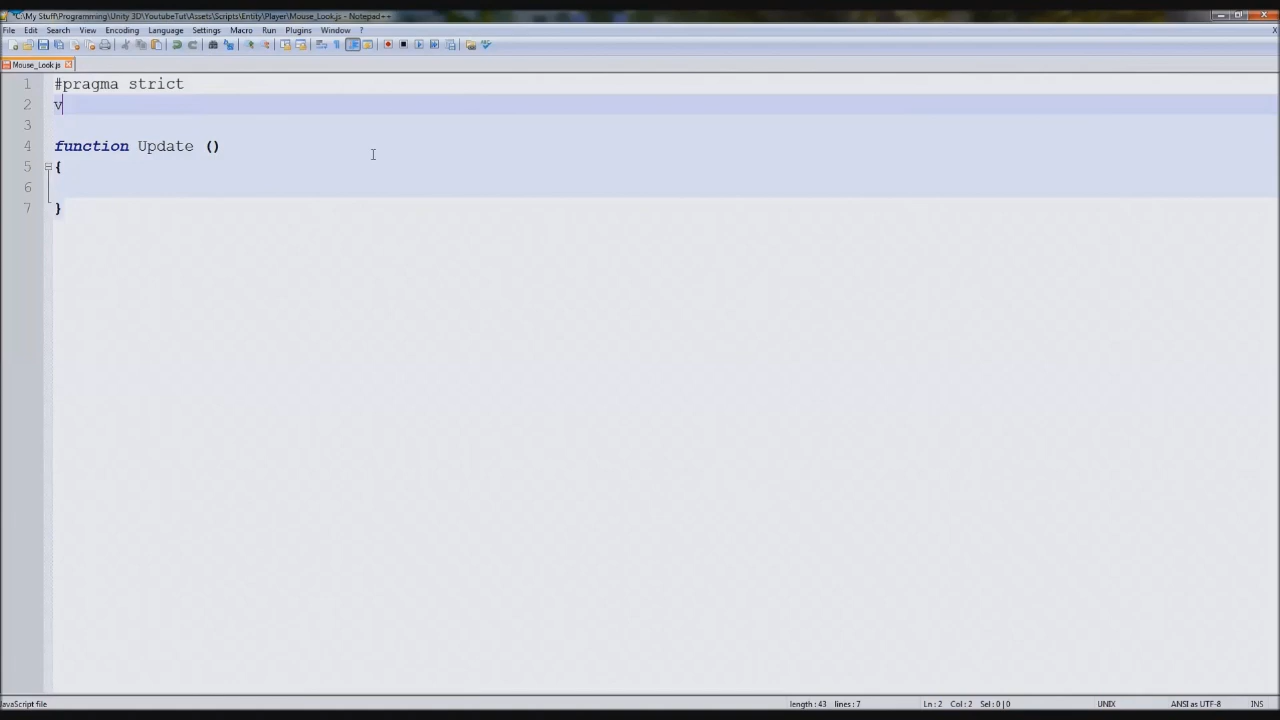 *C:\My Stuff\Programming\Unity 3D\YoutubeTut\Assets\Scripts\Entity\Player\Mouse_Look.js - Notepad++
File Edit Search View Encoding Language Settings Macro Run Plugins Window ? X
Mouse_Look.js
1 #pragma strict
2 v
3
4 function Update ()
5 {
6
7 }
JavaScript file length : 43 lines : 7 Ln : 2 Col : 2 Sel : 0 | 0 UNIX ANSI as UTF-8 INS